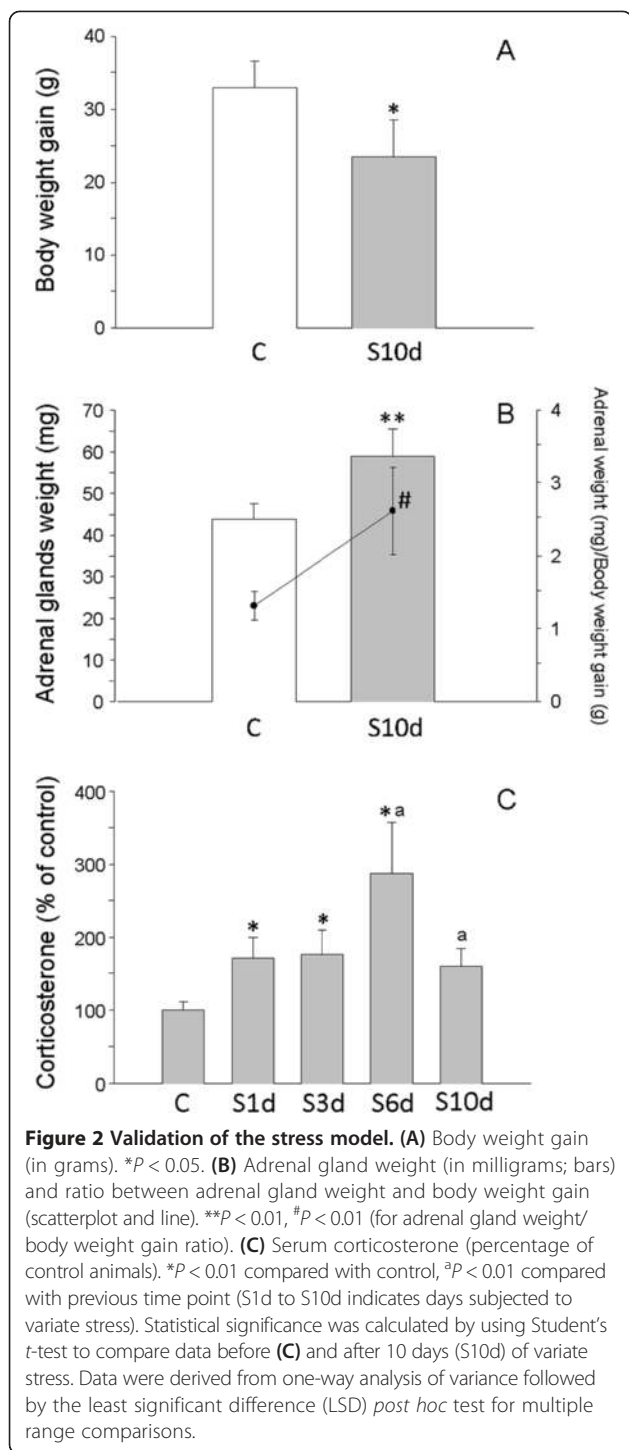 A
Body weight gain (g)
40
30
20
10
0
*
C S10d
B
Adrenal glands weight (mg)
70
60
50
40
30
20
10
0
**
#
4
3
2
1
0
Adrenal weight (mg)/Body weight gain (g)
C S10d
C
Corticosterone (% of control)
400
300
200
100
0
* * * a a
C S1d S3d S6d S10d
Figure 2 Validation of the stress model. (A) Body weight gain
(in grams). *P < 0.05. (B) Adrenal gland weight (in milligrams; bars)
and ratio between adrenal gland weight and body weight gain
(scatterplot and line). **P < 0.01, #P < 0.01 (for adrenal gland weight/
body weight gain ratio). (C) Serum corticosterone (percentage of
control animals). *P < 0.01 compared with control, aP < 0.01 compared
with previous time point (S1d to S10d indicates days subjected to
variate stress). Statistical significance was calculated by using Student's
t-test to compare data before (C) and after 10 days (S10d) of variate
stress. Data were derived from one-way analysis of variance followed
by the least significant difference (LSD) post hoc test for multiple
range comparisons.